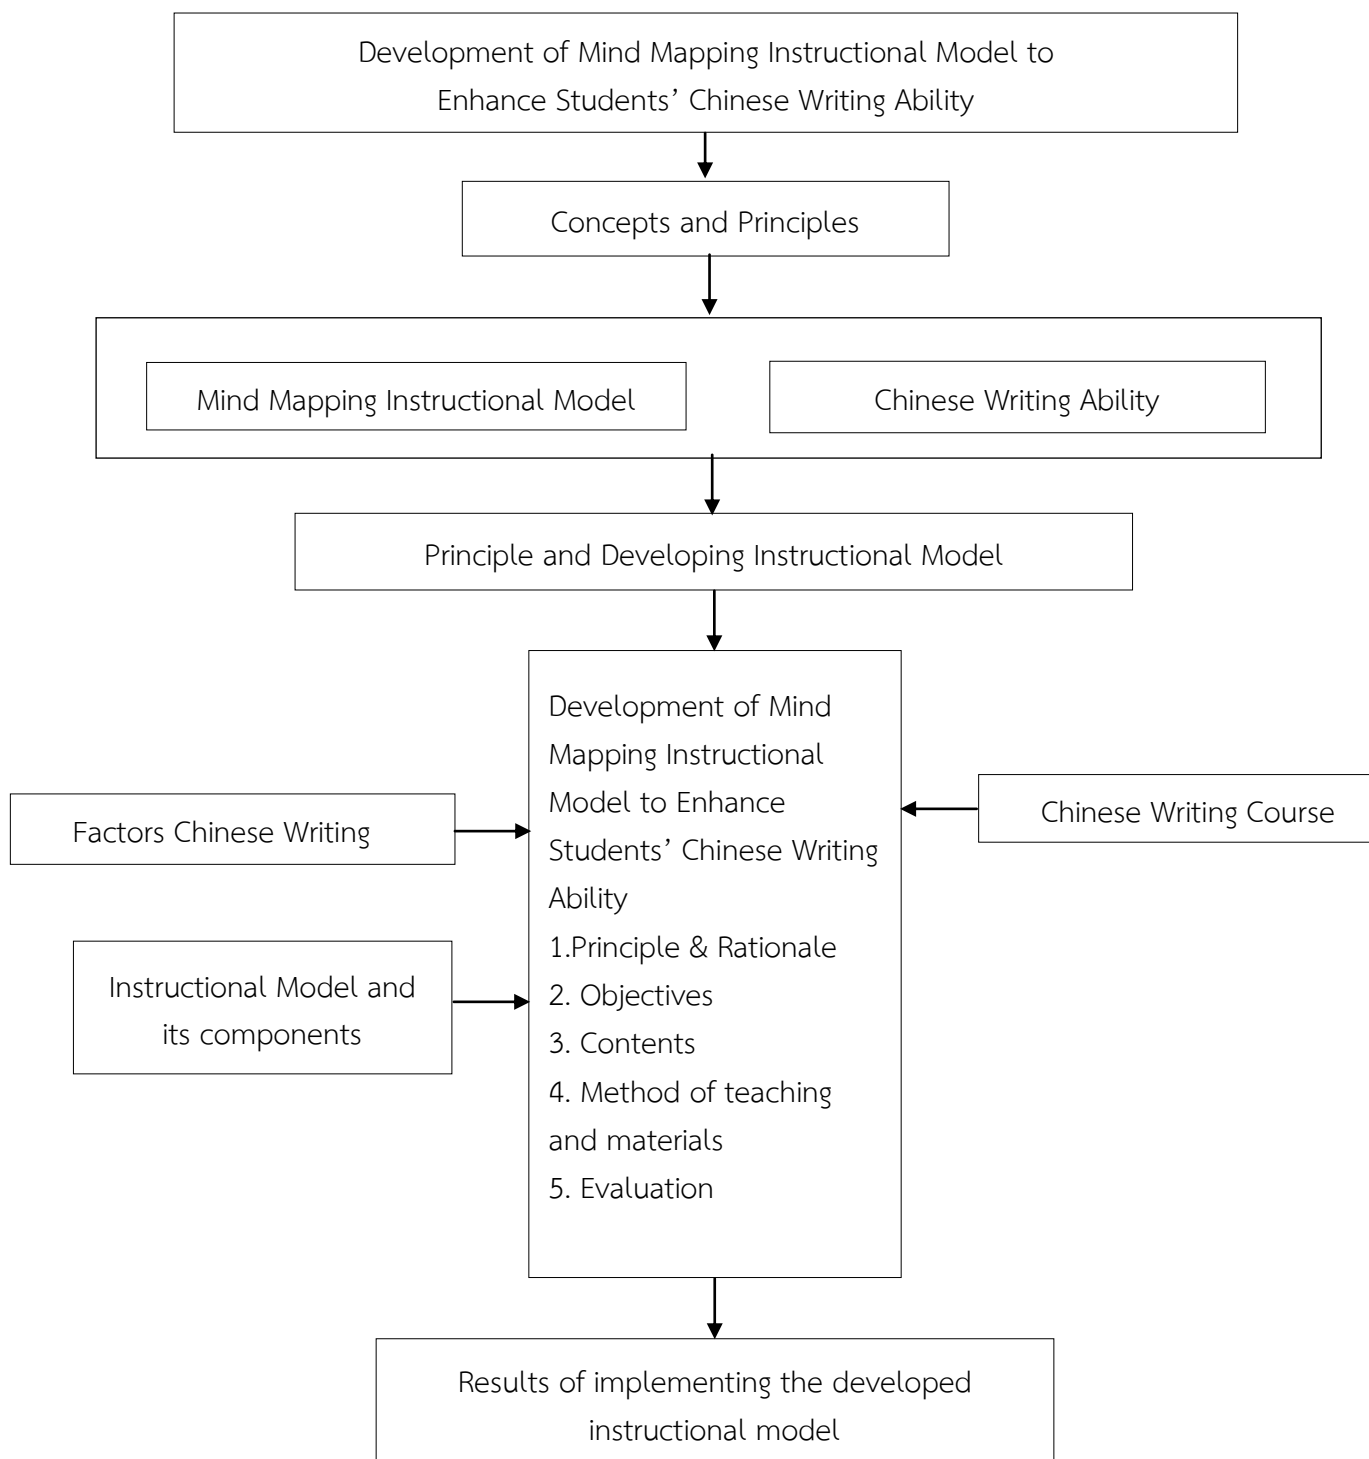 Development of Mind Mapping Instructional Model to
Enhance Students’ Chinese Writing Ability
Concepts and Principles
Mind Mapping Instructional Model
Chinese Writing Ability
Principle and Developing Instructional Model
Development of Mind
Mapping Instructional
Model to Enhance
Students’ Chinese Writing
Ability
1.Principle & Rationale
2. Objectives
3. Contents
4. Method of teaching
and materials
5. Evaluation
Factors Chinese Writing
Instructional Model and
its components
Chinese Writing Course
Results of implementing the developed
instructional model